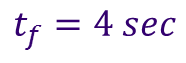 t_f = 4 sec